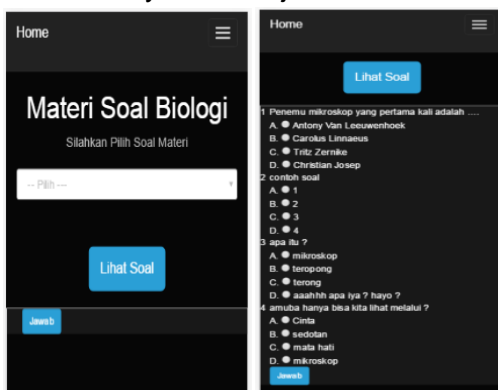 Home
Materi Soal Biologi
Silahkan Pilih Soal Materi
-- Pilih ---
Lihat Soal
Jawab
Home
Lihat Soal
1 Penemu mikroskop yang pertama kali adalah ....
A. Antony Van Leeuwenhoek
B. Carolus Linnaeus
C. Tritz Zernike
D. Christian Josep
2 contoh soal
A. 1
B. 2
C. 3
D. 4
3 apa itu ?
A. mikroskop
B. teropong
C. terong
D. aaahhh apa iya ? hayo ?
4 amuba hanya bisa kita lihat melalui ?
A. Cinta
B. sedotan
C. mata hati
D. mikroskop
Jawab